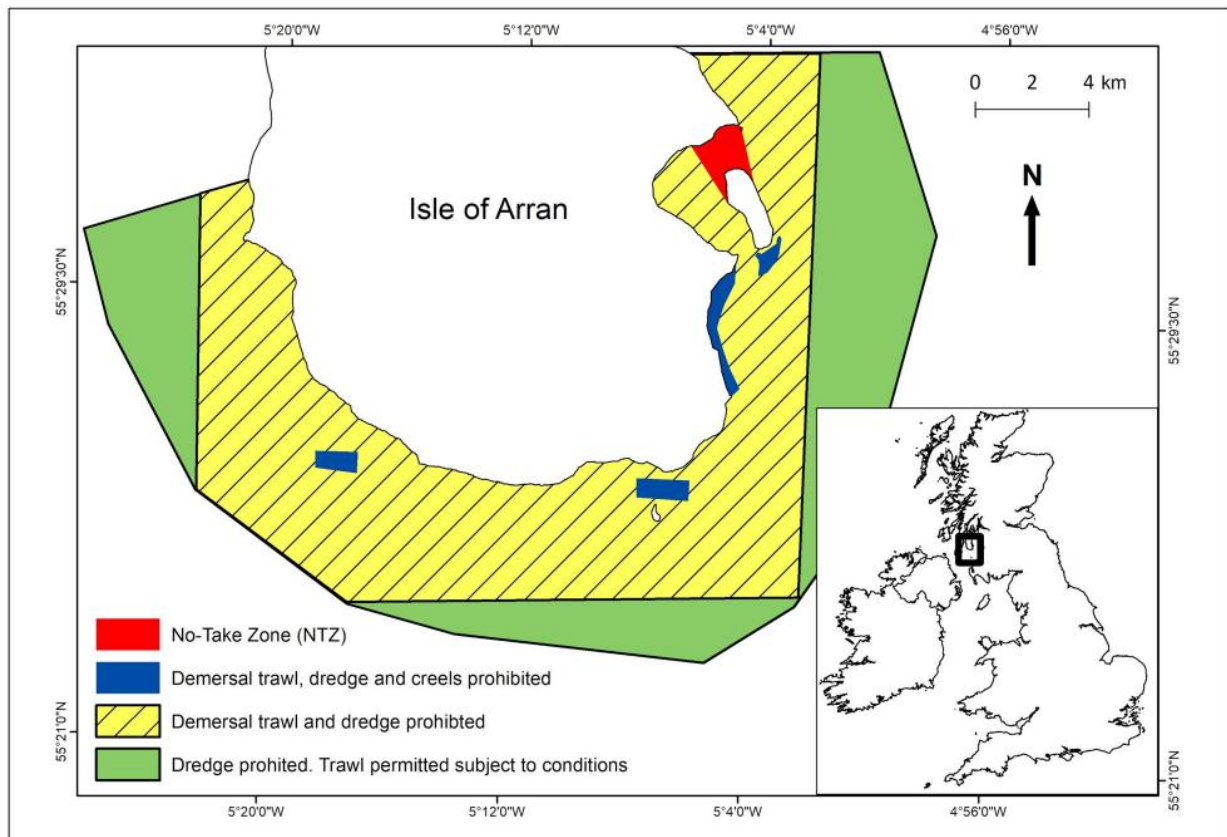 5°20'0"W 5°12'0"W 5°4'0"W 4°56'0"W
0 2 4 km
N
Isle of Arran
55°29'30"N
55°29'30"N
No-Take Zone (NTZ)
Demersal trawl, dredge and creels prohibited
Demersal trawl and dredge prohibted
Dredge prohited. Trawl permitted subject to conditions
55°21'0"N
55°21'0"N
5°20'0"W 5°12'0"W 5°4'0"W 4°56'0"W